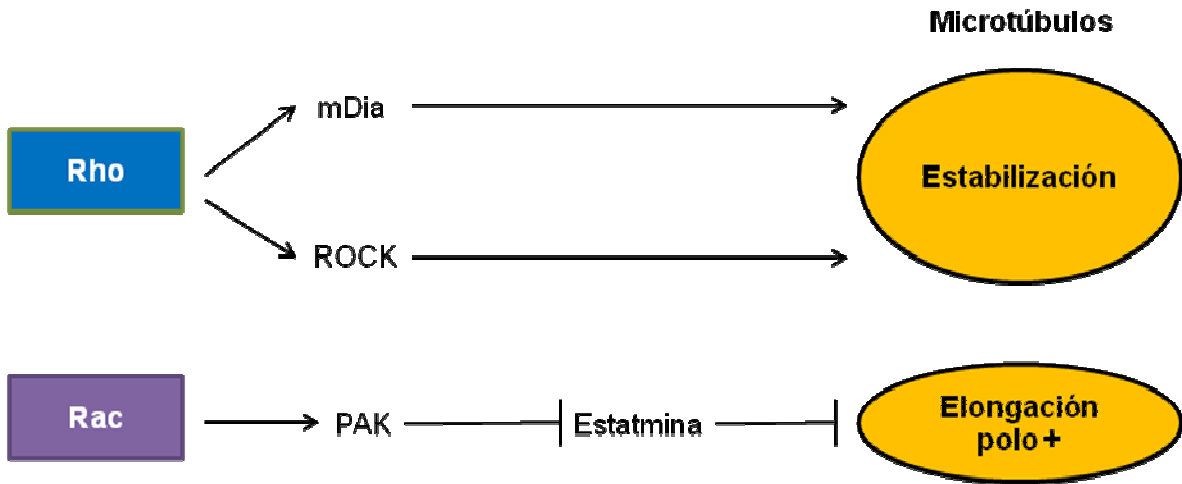 Microtúbulos
mDia
Rho
Estabilización
ROCK
Rac
PAK
Estatmina
Elongación
polo +